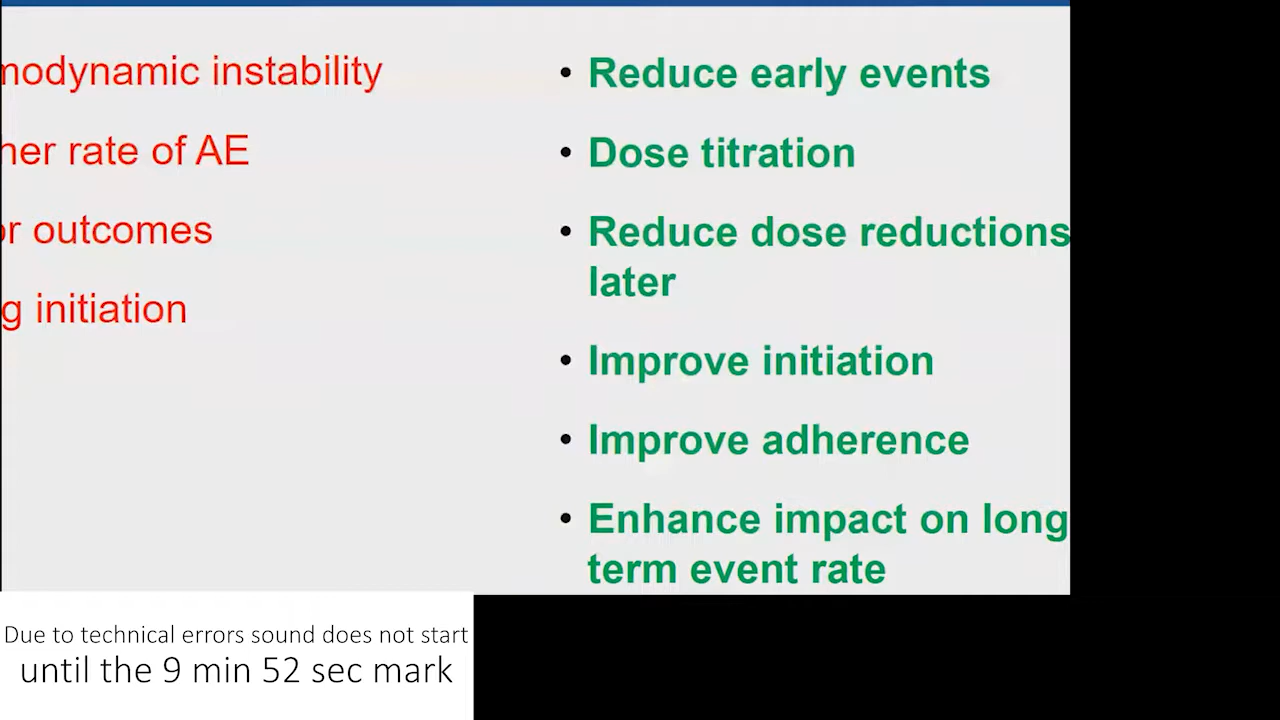 modynamic instability
her rate of AE
or outcomes
g initiation
• Reduce early events
• Dose titration
• Reduce dose reductions
later
• Improve initiation
• Improve adherence
• Enhance impact on long
term event rate
Due to technical errors sound does not start
until the 9 min 52 sec mark